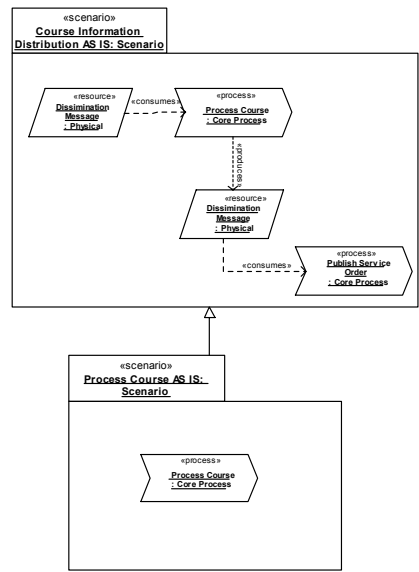 «scenario»
Course Information
Distribution AS IS: Scenario
«resource»
Dissimination
Message
: Physical
«consumes»
«process»
Process Course
: Core Process
«produces»
«resource»
Dissimination
Message
: Physical
«consumes»
«process»
Publish Service
Order
: Core Process
«scenario»
Process Course AS IS:
Scenario
«process»
Process Course
: Core Process